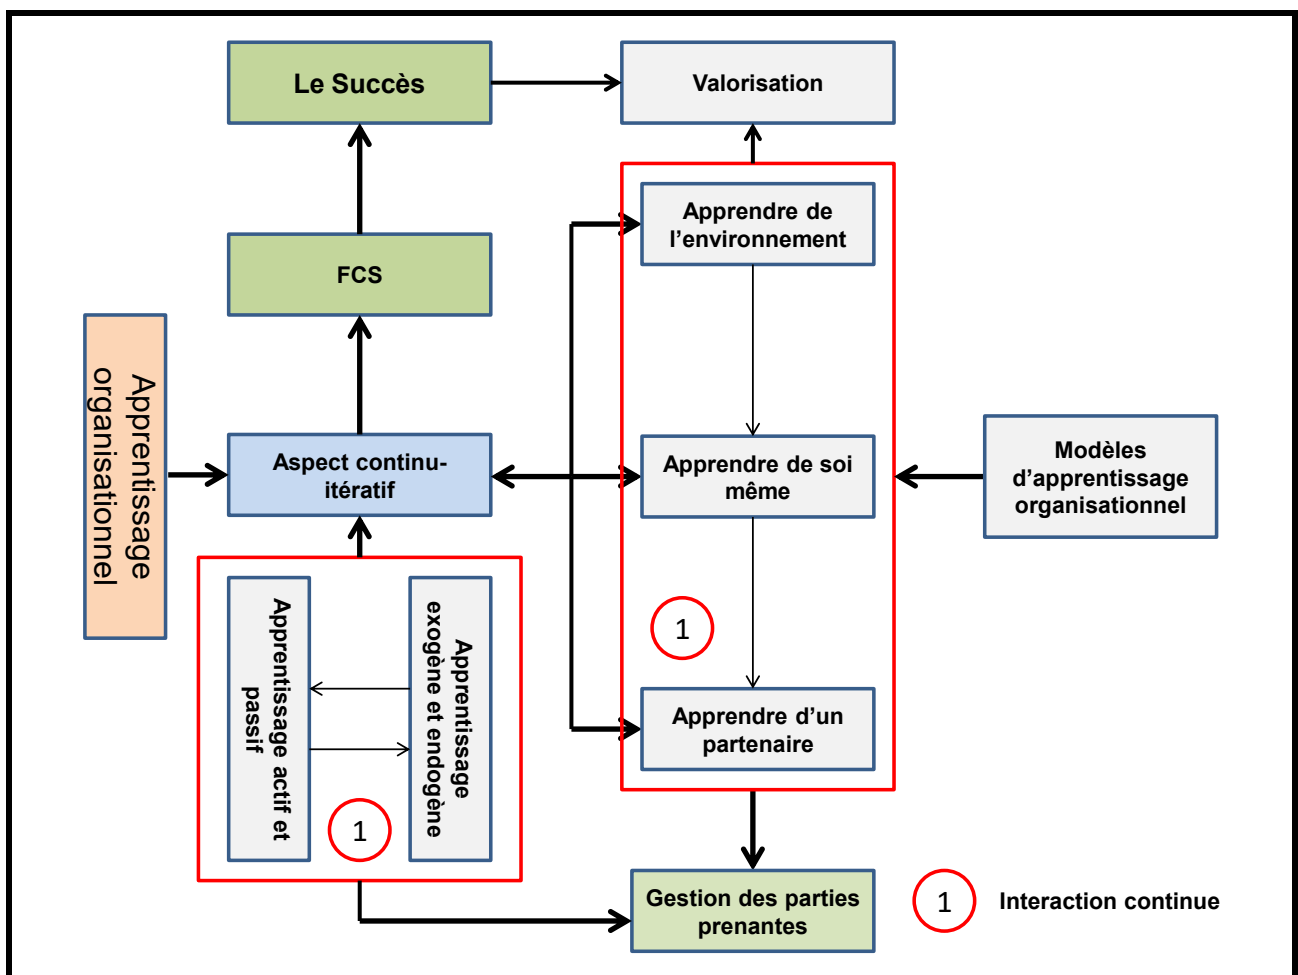 Le Succès
Valorisation
Apprendre de
l’environnement
FCS
Apprentissage
organisationnel
Aspect continu-
itératif
Apprendre de soi
même
Modèles
d’apprentissage
organisationnel
Apprentissage actif et
passif
Apprentissage
exogène et endogène
1
1
Apprendre d’un
partenaire
Gestion des parties
prenantes
1
Interaction continue